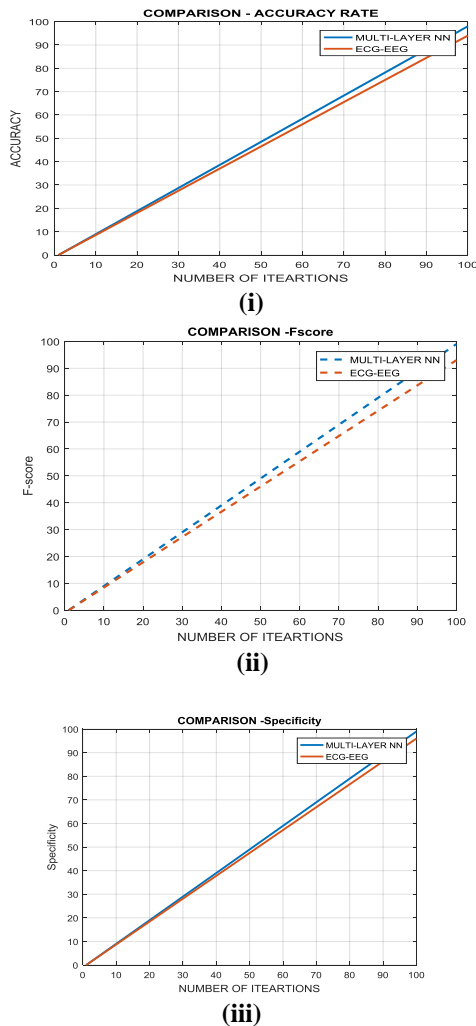 COMPARISON - ACCURACY RATE
100
90
80
70
60
50
40
30
20
10
0
ACCURACY
MULTI-LAYER NN
ECG-EEG
0 10 20 30 40 50 60 70 80 90 100
NUMBER OF ITEARTIONS
(i)
COMPARISON -Fscore
100
90
80
70
60
50
40
30
20
10
0
F-score
MULTI-LAYER NN
ECG-EEG
0 10 20 30 40 50 60 70 80 90 100
NUMBER OF ITEARTIONS
(ii)
COMPARISON -Specificity
100
90
80
70
60
50
40
30
20
10
0
Specificity
MULTI-LAYER NN
ECG-EEG
0 10 20 30 40 50 60 70 80 90 100
NUMBER OF ITEARTIONS
(iii)